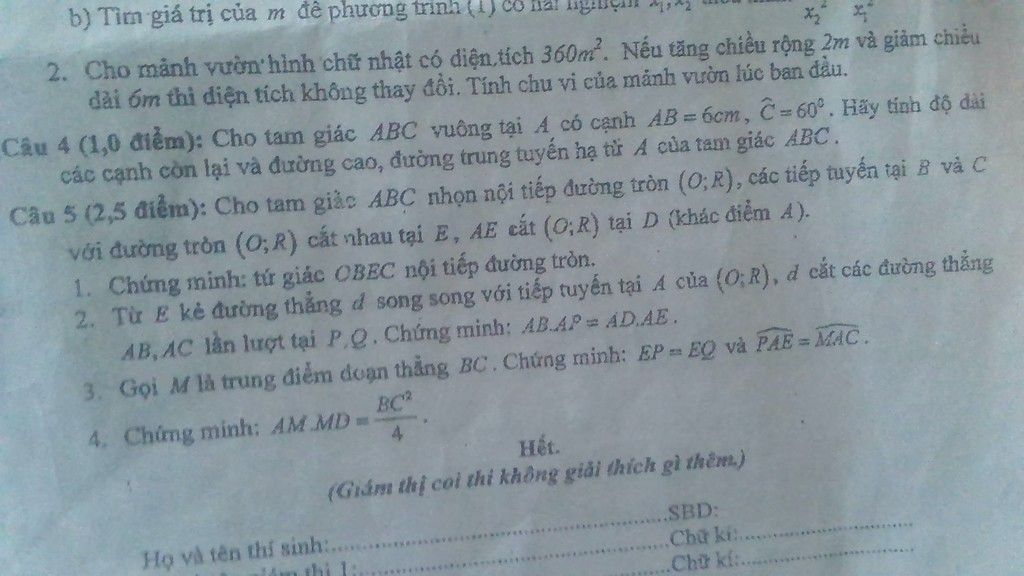 b) Tìm giá trị của m để phương trình (1) có hai nghiệm x₁, x₂
x₂² x₁²
2. Cho mảnh vườn hình chữ nhật có diện tích 360m². Nếu tăng chiều rộng 2m và giảm chiều
dài 6m thì diện tích không thay đổi. Tính chu vi của mảnh vườn lúc ban đầu.
Câu 4 (1,0 điểm): Cho tam giác ABC vuông tại A có cạnh AB = 6cm, Ĉ = 60⁰. Hãy tính độ dài
các cạnh còn lại và đường cao, đường trung tuyến hạ từ A của tam giác ABC.
Câu 5 (2,5 điểm): Cho tam giác ABC nhọn nội tiếp đường tròn (O;R), các tiếp tuyến tại B và C
với đường tròn (O;R) cắt nhau tại E, AE cắt (O;R) tại D (khác điểm A).
1. Chứng minh: tứ giác OBEC nội tiếp đường tròn.
2. Từ E kẻ đường thẳng d song song với tiếp tuyến tại A của (O;R), d cắt các đường thẳng
AB, AC lần lượt tại P,Q. Chứng minh: AB.AP = AD.AE.
3. Gọi M là trung điểm đoạn thẳng BC. Chứng minh: EP = EQ và PAE = MAC.
4. Chứng minh: AM.MD = BC²/4.
Hết.
(Giám thị coi thi không giải thích gì thêm.)
Họ và tên thí sinh:..................................................SBD:
giám thị 1:..................................................Chữ kí:..............................
Chữ kí:..............................